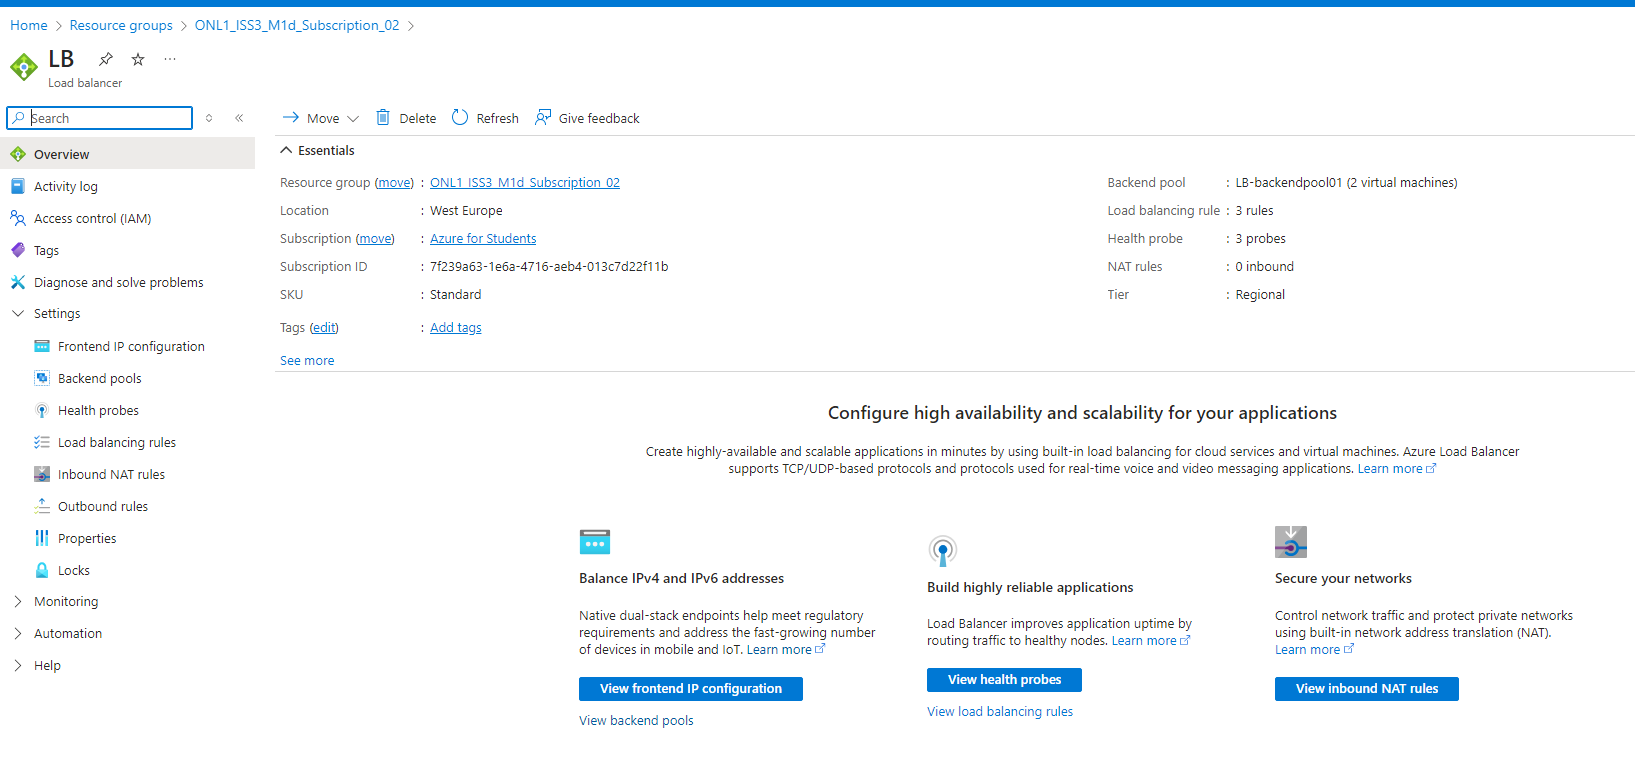 Home > Resource groups > ONL1_ISS3_M1d_Subscription_02 >
LB
Load balancer
Search
Overview
Activity log
Access control (IAM)
Tags
Diagnose and solve problems
Settings
Frontend IP configuration
Backend pools
Health probes
Load balancing rules
Inbound NAT rules
Outbound rules
Properties
Locks
Monitoring
Automation
Help
Move Delete Refresh Give feedback
Essentials
Resource group (move) : ONL1_ISS3_M1d_Subscription_02
Location : West Europe
Subscription (move) : Azure for Students
Subscription ID : 7f239a63-1e6a-4716-aeb4-013c7d22f11b
SKU : Standard
Tags (edit) : Add tags
See more
Backend pool : LB-backendpool01 (2 virtual machines)
Load balancing rule : 3 rules
Health probe : 3 probes
NAT rules : 0 inbound
Tier : Regional
Configure high availability and scalability for your applications
Create highly-available and scalable applications in minutes by using built-in load balancing for cloud services and virtual machines. Azure Load Balancer
supports TCP/UDP-based protocols and protocols used for real-time voice and video messaging applications. Learn more
Balance IPv4 and IPv6 addresses
Native dual-stack endpoints help meet regulatory
requirements and address the fast-growing number
of devices in mobile and IoT. Learn more
View frontend IP configuration
View backend pools
Build highly reliable applications
Load Balancer improves application uptime by
routing traffic to healthy nodes. Learn more
View health probes
View load balancing rules
Secure your networks
Control network traffic and protect private networks
using built-in network address translation (NAT).
Learn more
View inbound NAT rules